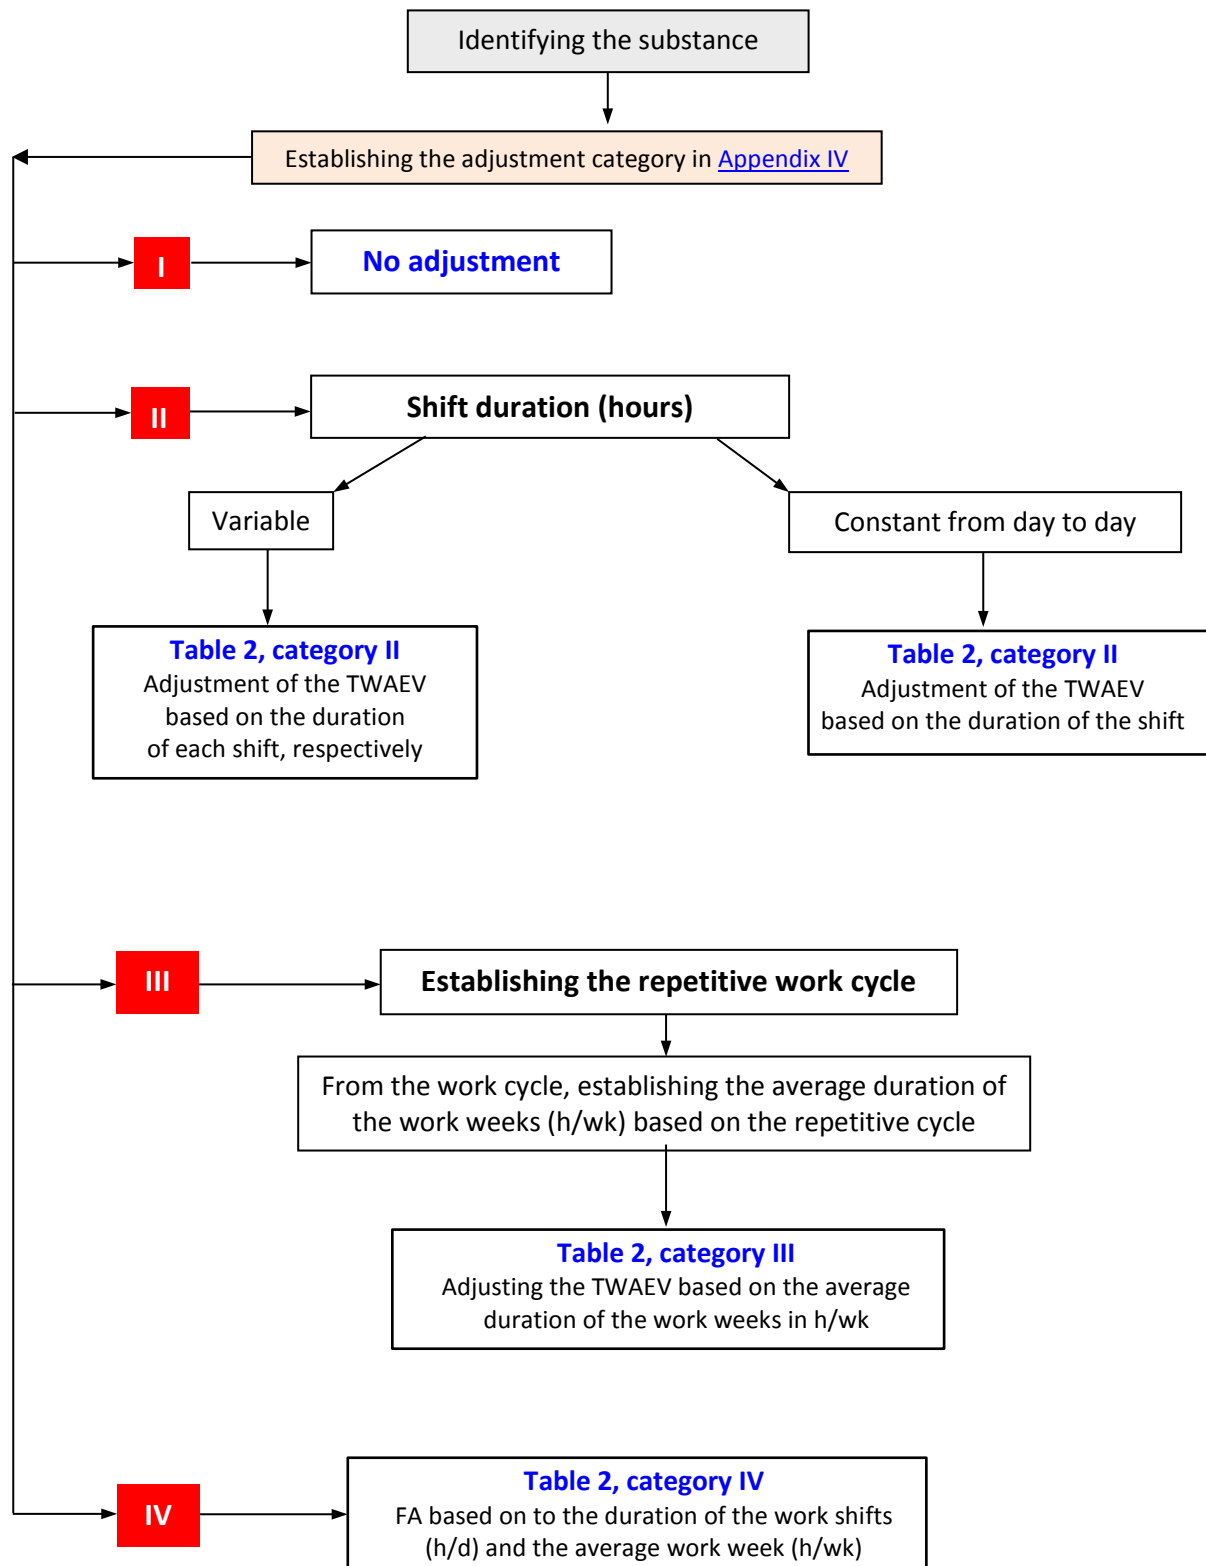 Identifying the substance
Establishing the adjustment category in Appendix IV
I
No adjustment
II
Shift duration (hours)
Variable
Constant from day to day
Table 2, category II
Adjustment of the TWAEV
based on the duration
of each shift, respectively
Table 2, category II
Adjustment of the TWAEV
based on the duration of the shift
III
Establishing the repetitive work cycle
From the work cycle, establishing the average duration of
the work weeks (h/wk) based on the repetitive cycle
Table 2, category III
Adjusting the TWAEV based on the average
duration of the work weeks in h/wk
IV
Table 2, category IV
FA based on to the duration of the work shifts
(h/d) and the average work week (h/wk)